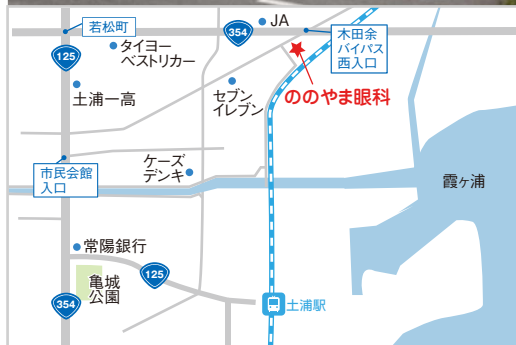 若松町
354
JA
木田余
バイパス
西入口
125
タイヨー
ベストリカー
土浦一高
セブン
イレブン
ののやま眼科
市民会館
入口
ケーズ
デンキ
霞ヶ浦
常陽銀行
125
亀城
公園
354
土浦駅